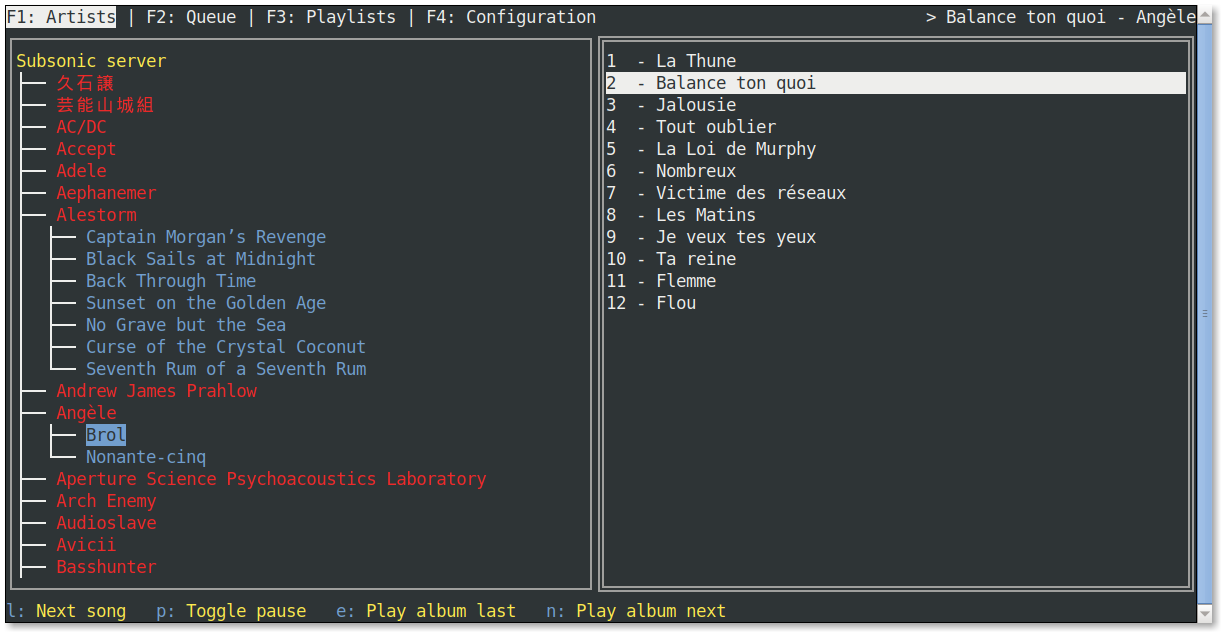 F1: Artists | F2: Queue | F3: Playlists | F4: Configuration
> Balance ton quoi - Angèle
Subsonic server
久石譲
芸能山城組
AC/DC
Accept
Adele
Aephanemer
Alestorm
Captain Morgan’s Revenge
Black Sails at Midnight
Back Through Time
Sunset on the Golden Age
No Grave but the Sea
Curse of the Crystal Coconut
Seventh Rum of a Seventh Rum
Andrew James Prahlow
Angèle
Brol
Nonante-cinq
Aperture Science Psychoacoustics Laboratory
Arch Enemy
Audioslave
Avicii
Basshunter
1 - La Thune
2 - Balance ton quoi
3 - Jalousie
4 - Tout oublier
5 - La Loi de Murphy
6 - Nombreux
7 - Victime des réseaux
8 - Les Matins
9 - Je veux tes yeux
10 - Ta reine
11 - Flemme
12 - Flou
l: Next song p: Toggle pause e: Play album last n: Play album next